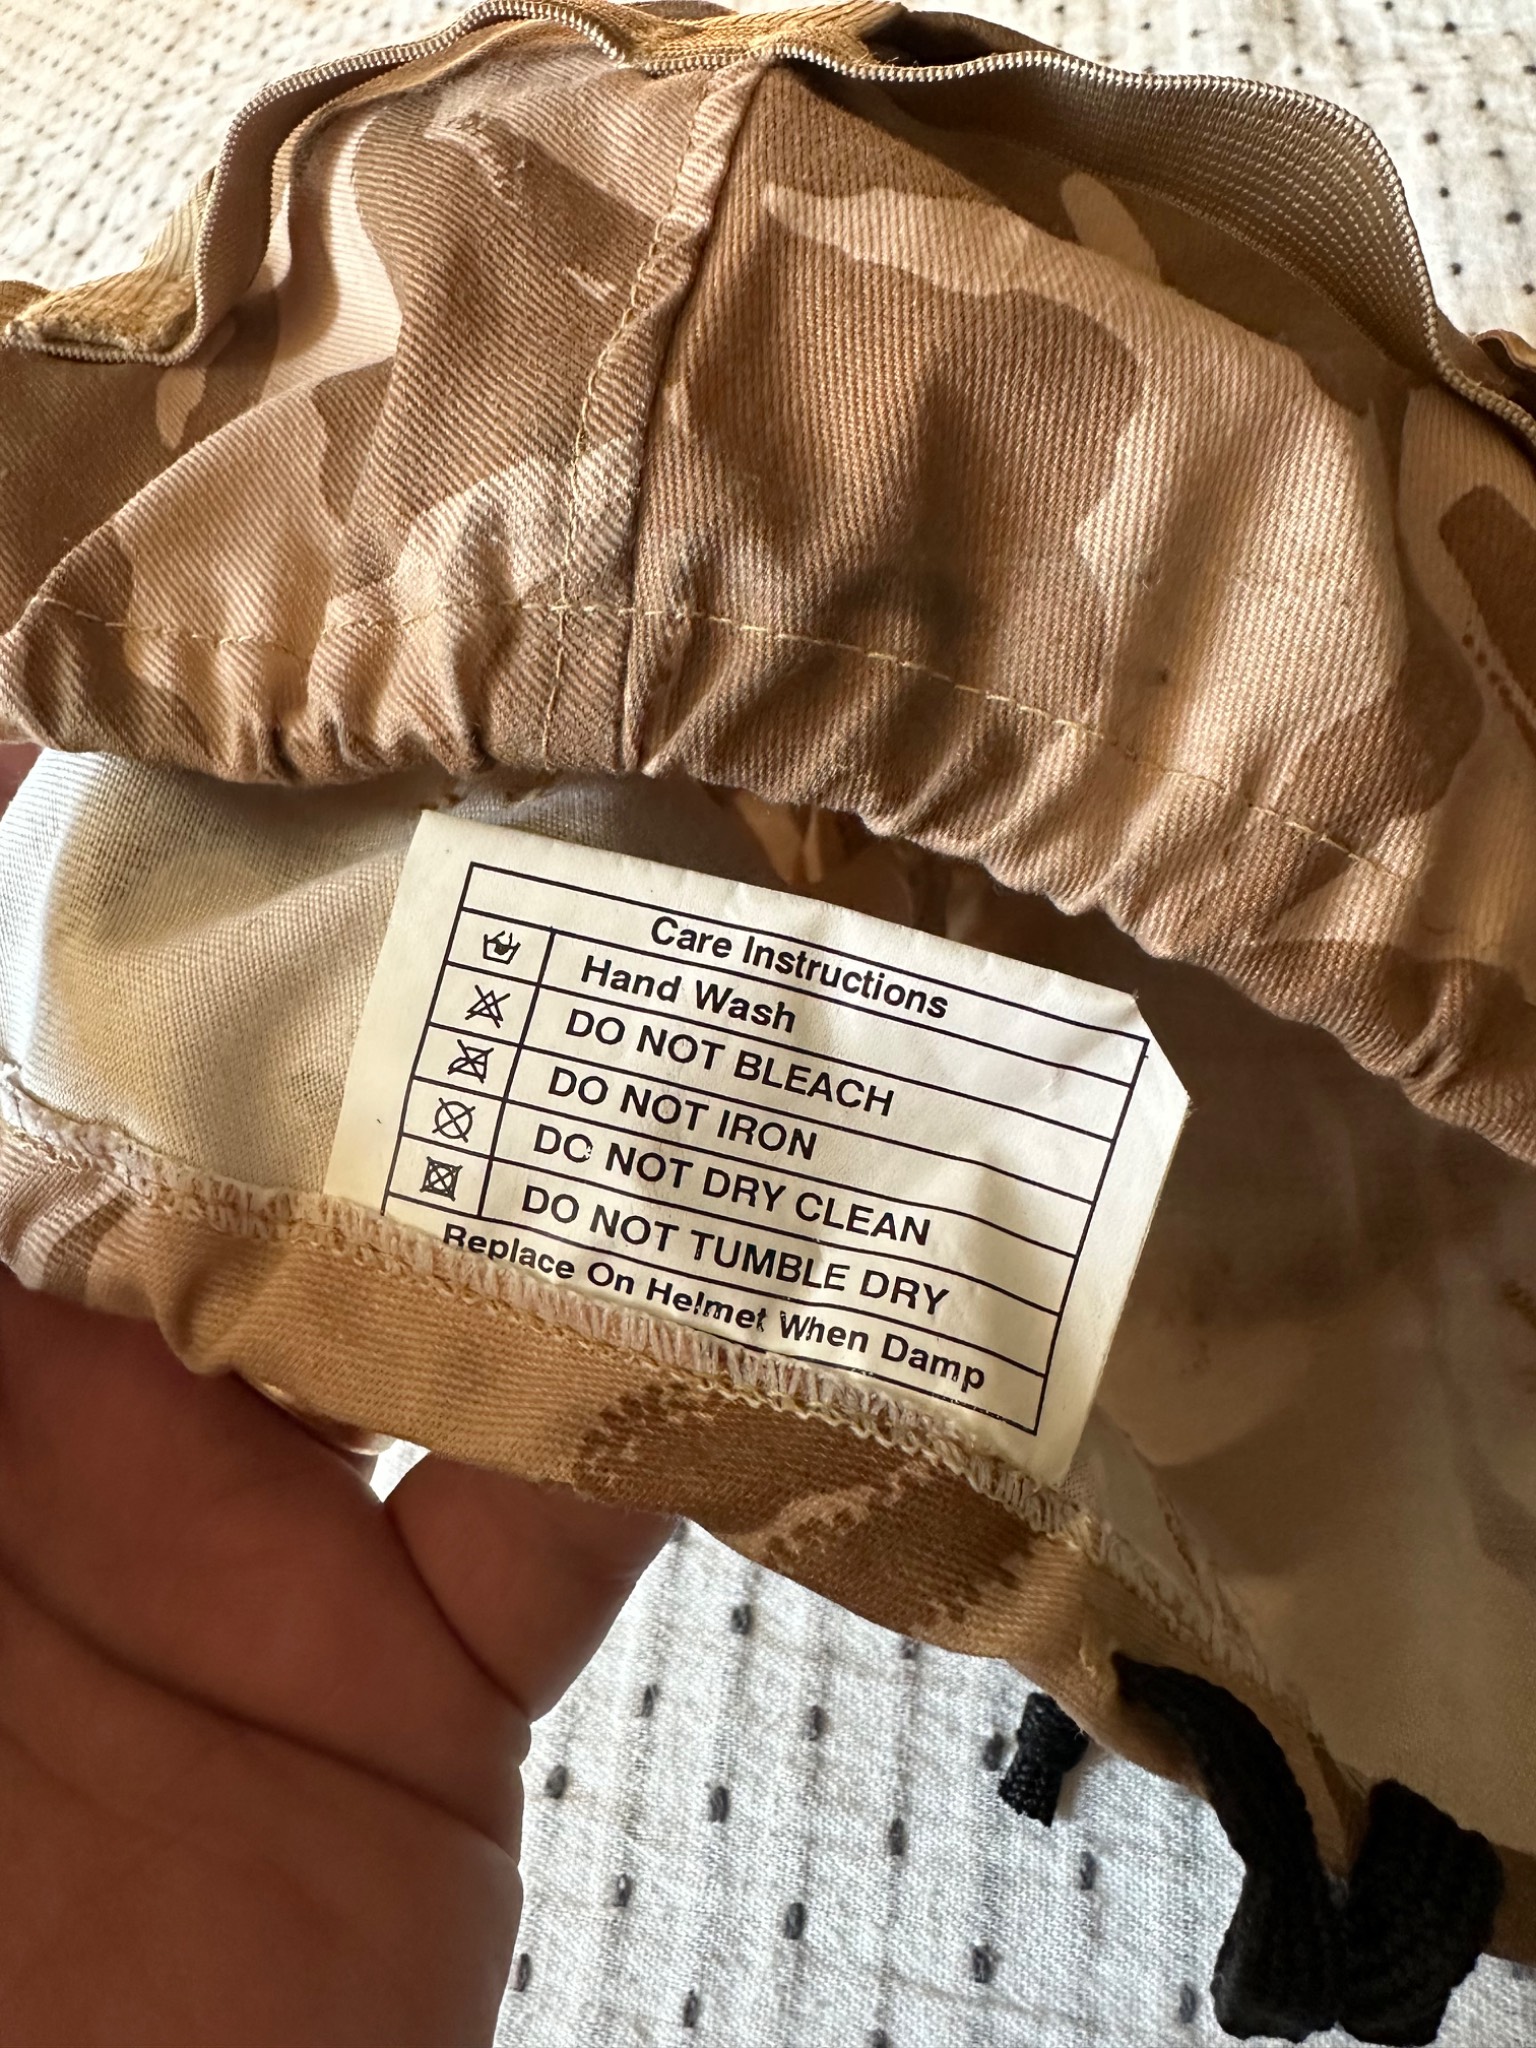 Care Instructions
Hand Wash
DO NOT BLEACH
DO NOT IRON
DO NOT DRY CLEAN
DO NOT TUMBLE DRY
Replace On Helmet When Damp